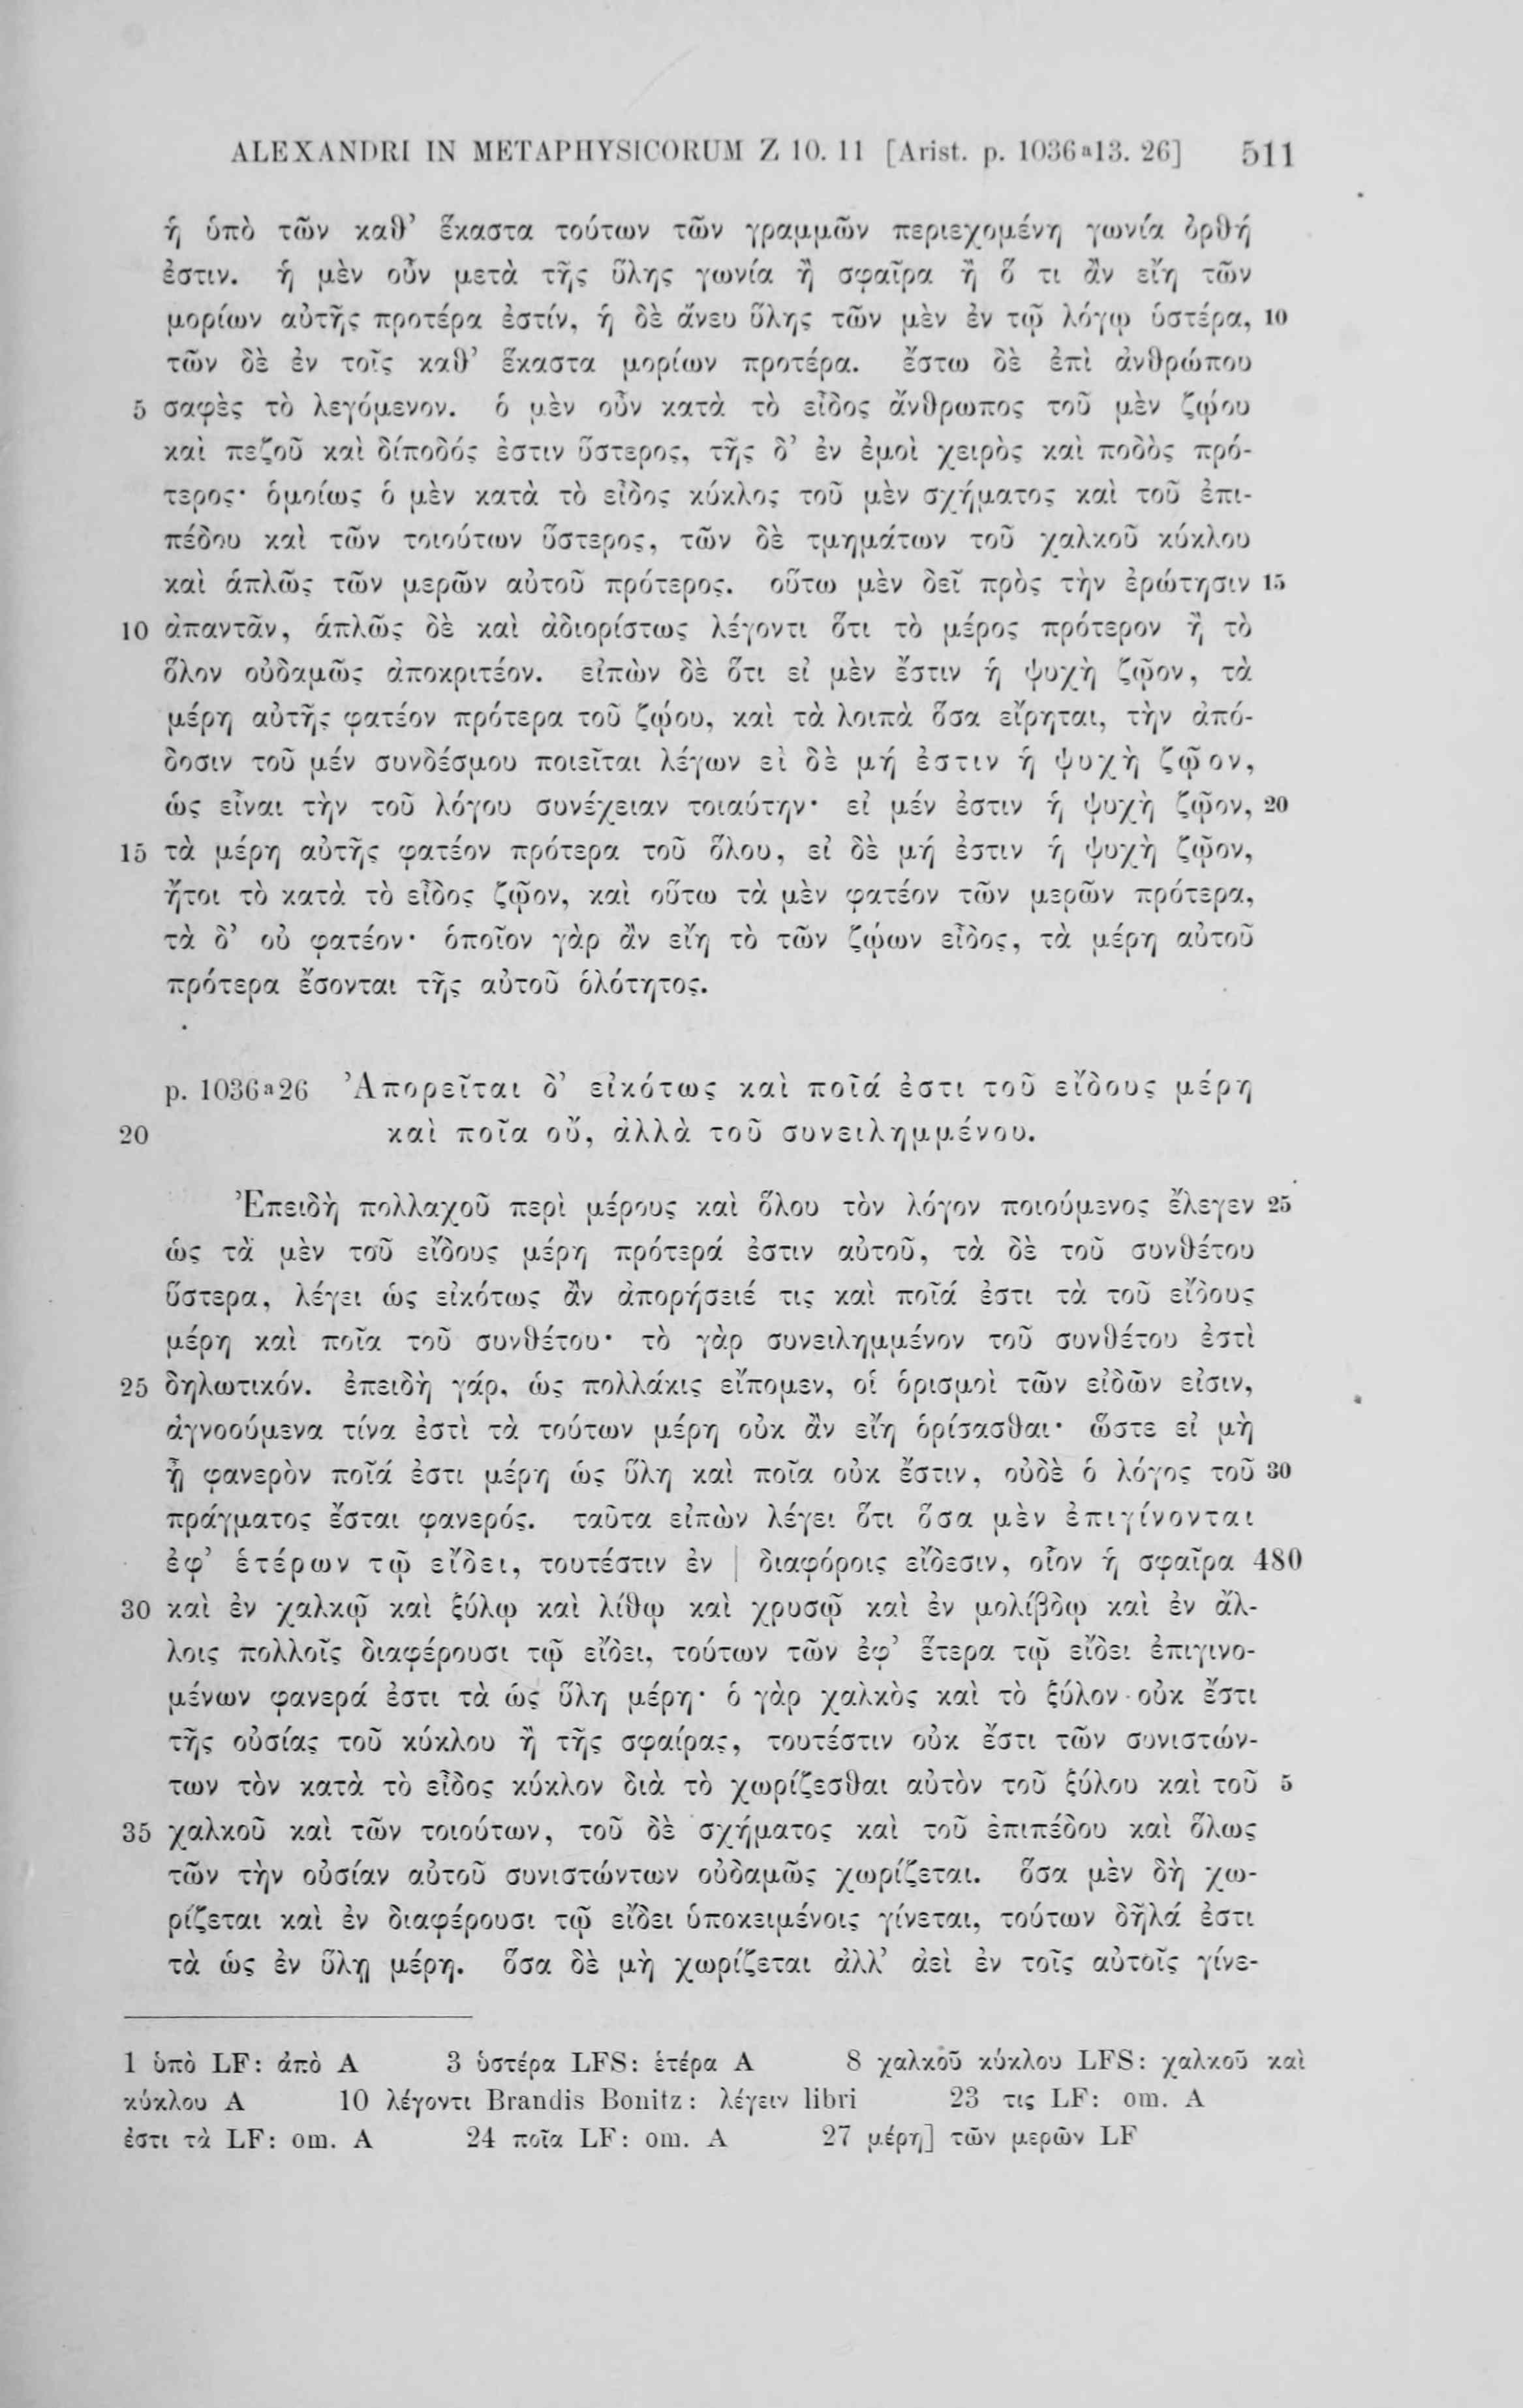 ALEXANDRI IN METAPHYSICORUM Z 10. 11 [Arist. p. 1036ᵃ13. 26] 511
ἡ ὑπὸ τῶν καθ’ ἕκαστα τούτων τῶν γραμμῶν περιεχομένη γωνία ὀρθή
ἐστιν. ἡ μὲν οὖν μετὰ τῆς ὕλης γωνία ἢ σφαῖρα ἢ ὅ τι ἂν εἴη τῶν
μορίων αὐτῆς προτέρα ἐστίν, ἡ δὲ ἄνευ ὕλης τῶν μὲν ἐν τῷ λόγῳ ὑστέρα, 10
τῶν δὲ ἐν τοῖς καθ’ ἕκαστα μορίων προτέρα. ἔστω δὲ ἐπὶ ἀνθρώπου
5 σαφὲς τὸ λεγόμενον. ὁ μὲν οὖν κατὰ τὸ εἶδος ἄνθρωπος τοῦ μὲν ζῴου
καὶ πεζοῦ καὶ δίποδός ἐστιν ὕστερος, τῆς δ’ ἐν ἐμοὶ χειρὸς καὶ ποδὸς πρό-
τερος· ὁμοίως ὁ μὲν κατὰ τὸ εἶδος κύκλος τοῦ μὲν σχήματος καὶ τοῦ ἐπι-
πέδου καὶ τῶν τοιούτων ὕστερος, τῶν δὲ τμημάτων τοῦ χαλκοῦ κύκλου
καὶ ἁπλῶς τῶν μερῶν αὐτοῦ πρότερος. οὕτω μὲν δεῖ πρὸς τὴν ἐρώτησιν 15
10 ἀπαντᾶν, ἁπλῶς δὲ καὶ ἀδιορίστως λέγοντι ὅτι τὸ μέρος πρότερον ἢ τὸ
ὅλον οὐδαμῶς ἀποκριτέον. εἰπὼν δὲ ὅτι εἰ μὲν ἔστιν ἡ ψυχὴ ζῷον, τὰ
μέρη αὐτῆς φατέον πρότερα τοῦ ζῴου, καὶ τὰ λοιπὰ ὅσα εἴρηται, τὴν ἀπό-
δοσιν τοῦ μέν συνδέσμου ποιεῖται λέγων εἰ δὲ μή ἐστιν ἡ ψυχὴ ζῷον,
ὡς εἶναι τὴν τοῦ λόγου συνέχειαν τοιαύτην· εἰ μέν ἐστιν ἡ ψυχὴ ζῷον, 20
15 τὰ μέρη αὐτῆς φατέον πρότερα τοῦ ὅλου, εἰ δὲ μή ἐστιν ἡ ψυχὴ ζῷον,
ἤτοι τὸ κατὰ τὸ εἶδος ζῷον, καὶ οὕτω τὰ μὲν φατέον τῶν μερῶν πρότερα,
τὰ δ’ οὐ φατέον· ὁποῖον γὰρ ἂν εἴη τὸ τῶν ζῴων εἶδος, τὰ μέρη αὐτοῦ
πρότερα ἔσονται τῆς αὐτοῦ ὁλότητος.
p. 1036ᵃ26 Ἀπορεῖται δ’ εἰκότως καὶ ποῖά ἐστι τοῦ εἴδους μέρη
20 καὶ ποῖα οὔ, ἀλλὰ τοῦ συνειλημμένου.
Ἐπειδὴ πολλαχοῦ περὶ μέρους καὶ ὅλου τὸν λόγον ποιούμενος ἔλεγεν 25
ὡς τὰ μὲν τοῦ εἴδους μέρη πρότερά ἐστιν αὐτοῦ, τὰ δὲ τοῦ συνθέτου
ὕστερα, λέγει ὡς εἰκότως ἂν ἀπορήσειέ τις καὶ ποῖά ἐστι τὰ τοῦ εἴδους
μέρη καὶ ποῖα τοῦ συνθέτου· τὸ γὰρ συνειλημμένον τοῦ συνθέτου ἐστὶ
25 δηλωτικόν. ἐπειδὴ γάρ, ὡς πολλάκις εἴπομεν, οἱ ὁρισμοὶ τῶν εἰδῶν εἰσιν,
ἀγνοούμενα τίνα ἐστὶ τὰ τούτων μέρη οὐκ ἂν εἴη ὁρίσασθαι· ὥστε εἰ μὴ
ᾖ φανερὸν ποῖά ἐστι μέρη ὡς ὕλη καὶ ποῖα οὐκ ἔστιν, οὐδὲ ὁ λόγος τοῦ 30
πράγματος ἔσται φανερός. ταῦτα εἰπὼν λέγει ὅτι ὅσα μὲν ἐπιγίνονται
ἐφ’ ἑτέρων τῷ εἴδει, τουτέστιν ἐν | διαφόροις εἴδεσιν, οἷον ἡ σφαῖρα 480
30 καὶ ἐν χαλκῷ καὶ ξύλῳ καὶ λίθῳ καὶ χρυσῷ καὶ ἐν μολίβδῳ καὶ ἐν ἄλ-
λοις πολλοῖς διαφέρουσι τῷ εἴδει, τούτων τῶν ἐφ’ ἕτερα τῷ εἴδει ἐπιγινο-
μένων φανερά ἐστι τὰ ὡς ὕλη μέρη· ὁ γὰρ χαλκὸς καὶ τὸ ξύλον οὐκ ἔστι
τῆς οὐσίας τοῦ κύκλου ἢ τῆς σφαίρας, τουτέστιν οὐκ ἔστι τῶν συνιστών-
των τὸν κατὰ τὸ εἶδος κύκλον διὰ τὸ χωρίζεσθαι αὐτὸν τοῦ ξύλου καὶ τοῦ 5
35 χαλκοῦ καὶ τῶν τοιούτων, τοῦ δὲ σχήματος καὶ τοῦ ἐπιπέδου καὶ ὅλως
τῶν τὴν οὐσίαν αὐτοῦ συνιστώντων οὐδαμῶς χωρίζεται. ὅσα μὲν δὴ χω-
ρίζεται καὶ ἐν διαφέρουσι τῷ εἴδει ὑποκειμένοις γίνεται, τούτων δῆλά ἐστι
τὰ ὡς ἐν ὕλῃ μέρη. ὅσα δὲ μὴ χωρίζεται ἀλλ’ ἀεὶ ἐν τοῖς αὐτοῖς γίνε-
1 ὑπὸ LF: ἀπὸ A 3 ὑστέρα LFS: ἑτέρα A 8 χαλκοῦ κύκλου LFS: χαλκοῦ καὶ
κύκλου A 10 λέγοντι Brandis Bonitz: λέγειν libri 23 τις LF: om. A
ἐστι τὰ LF: om. A 24 ποῖα LF: om. A 27 μέρη] τῶν μερῶν LF